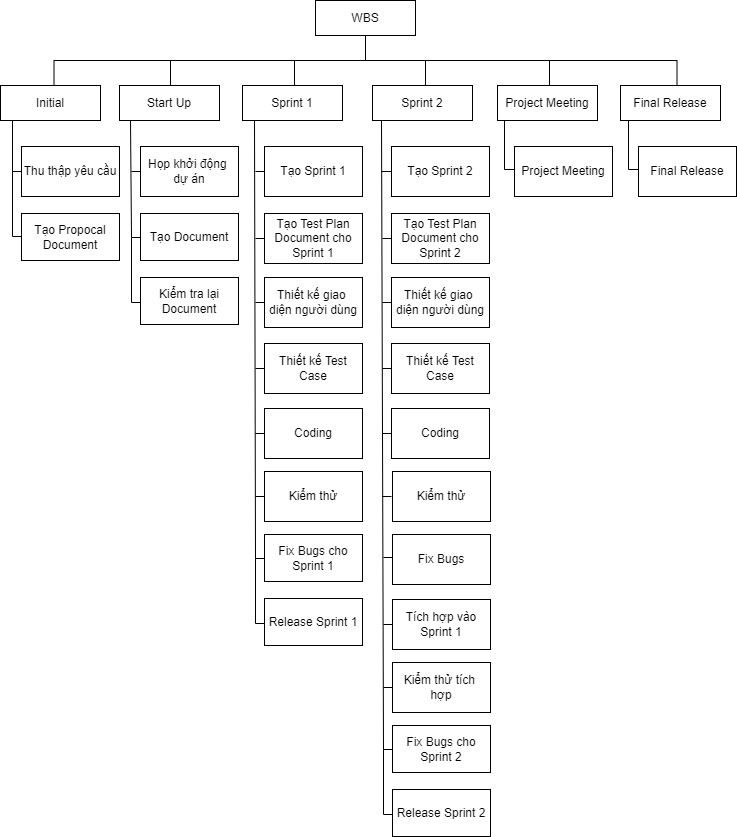 WBS
Initial
Start Up
Sprint 1
Sprint 2
Project Meeting
Final Release
Thu thập yêu cầu
Tạo Propocal
Document
Họp khởi động
dự án
Tạo Document
Kiểm tra lại
Document
Tạo Sprint 1
Tạo Test Plan
Document cho
Sprint 1
Thiết kế giao
diện người dùng
Thiết kế Test
Case
Coding
Kiểm thử
Fix Bugs cho
Sprint 1
Release Sprint 1
Tạo Sprint 2
Tạo Test Plan
Document cho
Sprint 2
Thiết kế giao
diện người dùng
Thiết kế Test
Case
Coding
Kiểm thử
Fix Bugs
Tích hợp vào
Sprint 1
Kiểm thử tích
hợp
Fix Bugs cho
Sprint 2
Release Sprint 2
Project Meeting
Final Release